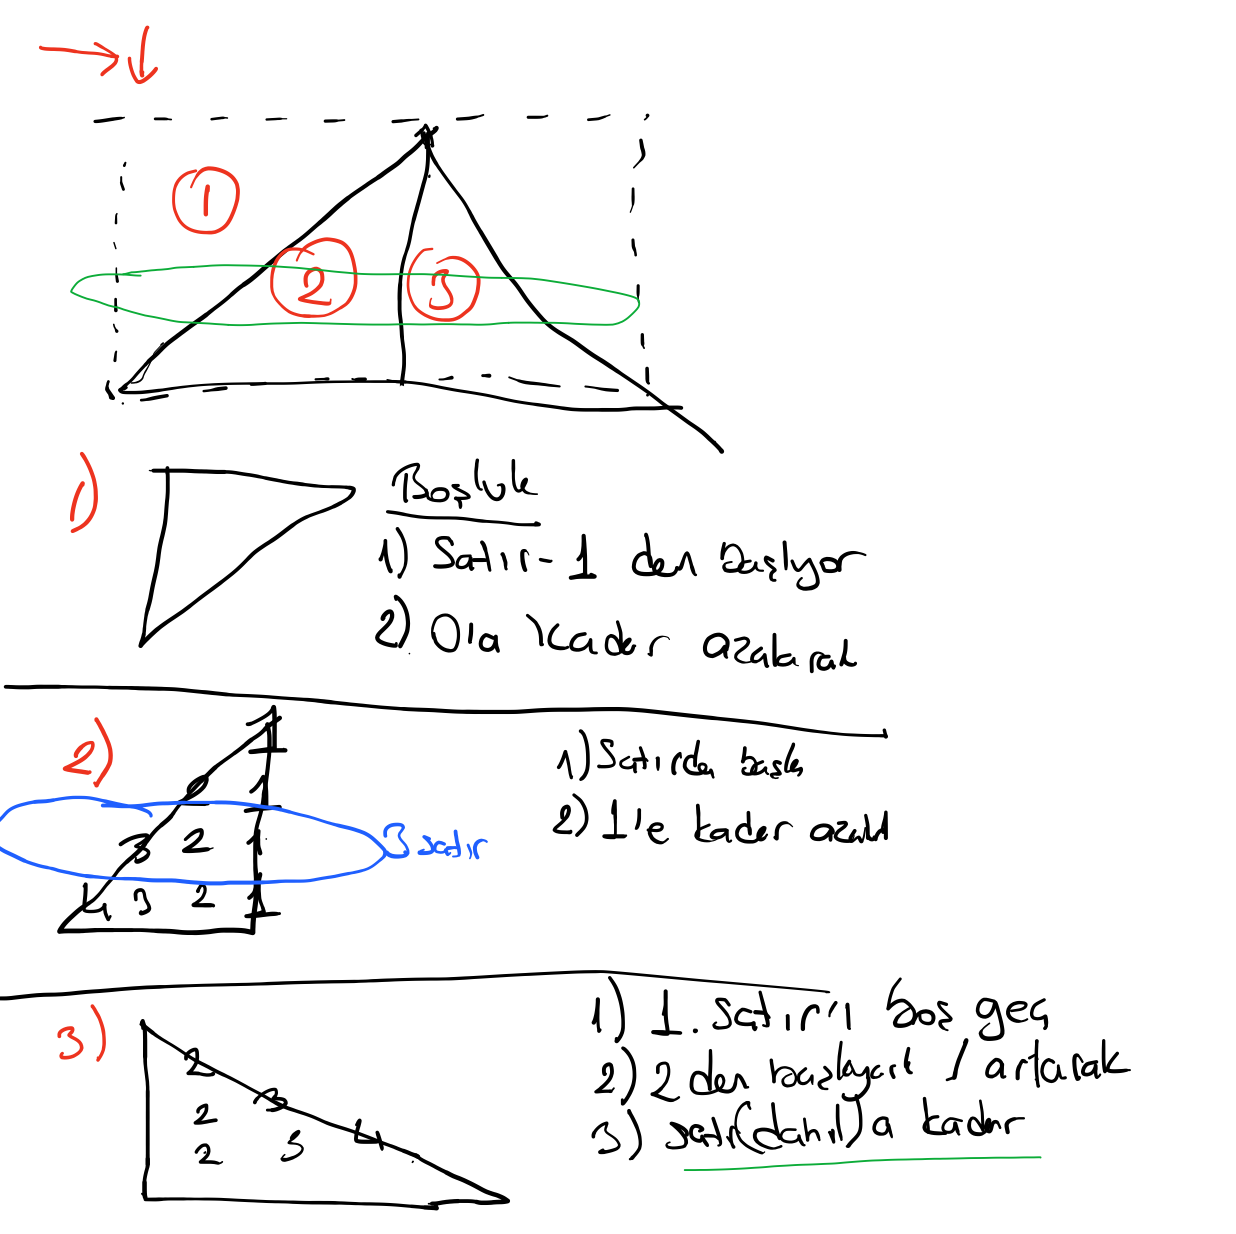 1
2
3
1)
Boşluk
1) Satır-1 den başlıyor
2) 0'a kadar azalarak
2)
1
2 1
3 2 1
4 3 2 1
3 satır
1) Satırdan başla
2) 1'e kadar azalt
3)
2
2 3
2 3 4
1) 1. Satır'ı boş geç
2) 2 den başlayarak / artarak
3) satır(dahil)a kadar